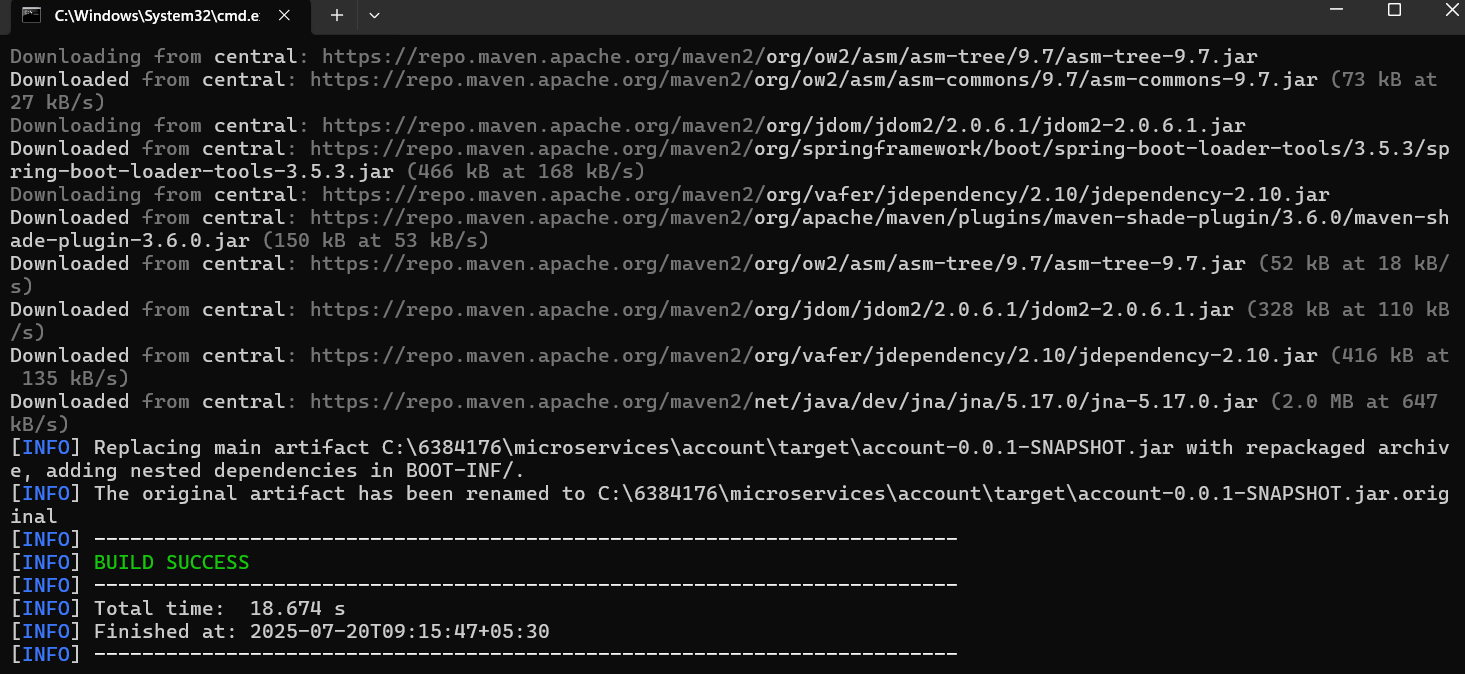 C:\Windows\System32\cmd.e
Downloading from central: https://repo.maven.apache.org/maven2/org/ow2/asm/asm-tree/9.7/asm-tree-9.7.jar
Downloaded from central: https://repo.maven.apache.org/maven2/org/ow2/asm/asm-commons/9.7/asm-commons-9.7.jar (73 kB at
27 kB/s)
Downloading from central: https://repo.maven.apache.org/maven2/org/jdom/jdom2/2.0.6.1/jdom2-2.0.6.1.jar
Downloaded from central: https://repo.maven.apache.org/maven2/org/springframework/boot/spring-boot-loader-tools/3.5.3/sp
ring-boot-loader-tools-3.5.3.jar (466 kB at 168 kB/s)
Downloading from central: https://repo.maven.apache.org/maven2/org/vafer/jdependency/2.10/jdependency-2.10.jar
Downloaded from central: https://repo.maven.apache.org/maven2/org/apache/maven/plugins/maven-shade-plugin/3.6.0/maven-sh
ade-plugin-3.6.0.jar (150 kB at 53 kB/s)
Downloaded from central: https://repo.maven.apache.org/maven2/org/ow2/asm/asm-tree/9.7/asm-tree-9.7.jar (52 kB at 18 kB/
s)
Downloaded from central: https://repo.maven.apache.org/maven2/org/jdom/jdom2/2.0.6.1/jdom2-2.0.6.1.jar (328 kB at 110 kB
/s)
Downloaded from central: https://repo.maven.apache.org/maven2/org/vafer/jdependency/2.10/jdependency-2.10.jar (416 kB at
 135 kB/s)
Downloaded from central: https://repo.maven.apache.org/maven2/net/java/dev/jna/jna/5.17.0/jna-5.17.0.jar (2.0 MB at 647
kB/s)
[INFO] Replacing main artifact C:\6384176\microservices\account\target\account-0.0.1-SNAPSHOT.jar with repackaged archiv
e, adding nested dependencies in BOOT-INF/.
[INFO] The original artifact has been renamed to C:\6384176\microservices\account\target\account-0.0.1-SNAPSHOT.jar.orig
inal
[INFO] ------------------------------------------------------------------------
[INFO] BUILD SUCCESS
[INFO] ------------------------------------------------------------------------
[INFO] Total time:  18.674 s
[INFO] Finished at: 2025-07-20T09:15:47+05:30
[INFO] ------------------------------------------------------------------------